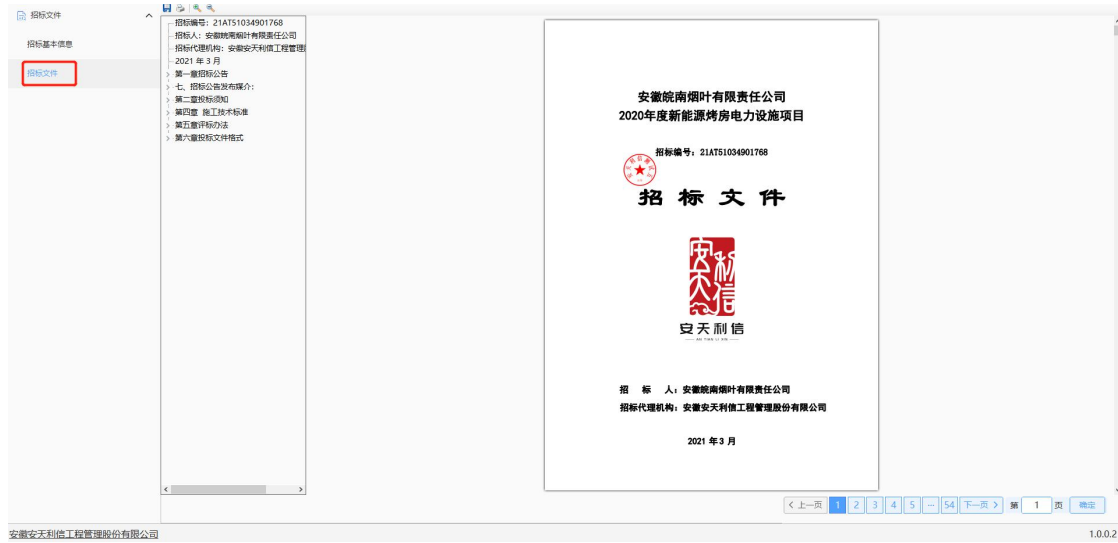 招标文件
招标基本信息
招标文件
招标编号：21AT51034901768
招标人：安徽皖南烟叶有限责任公司
招标代理机构：安徽安天利信工程管理
2021 年 3 月
第一章招标公告
七、招标公告发布媒介：
第二章投标须知
第四章 施工技术标准
第五章评标办法
第六章投标文件格式
安徽皖南烟叶有限责任公司
2020年度新能源烤房电力设施项目
招标编号：21AT51034901768
招 标 文 件
安天利信
安天利信
AN TIAN LI XIN
招 标 人：安徽皖南烟叶有限责任公司
招标代理机构：安徽安天利信工程管理股份有限公司
2021 年 3 月
上一页 1 2 3 4 5 ··· 54 下一页 第 1 页 确定
安徽安天利信工程管理股份有限公司
1.0.0.2